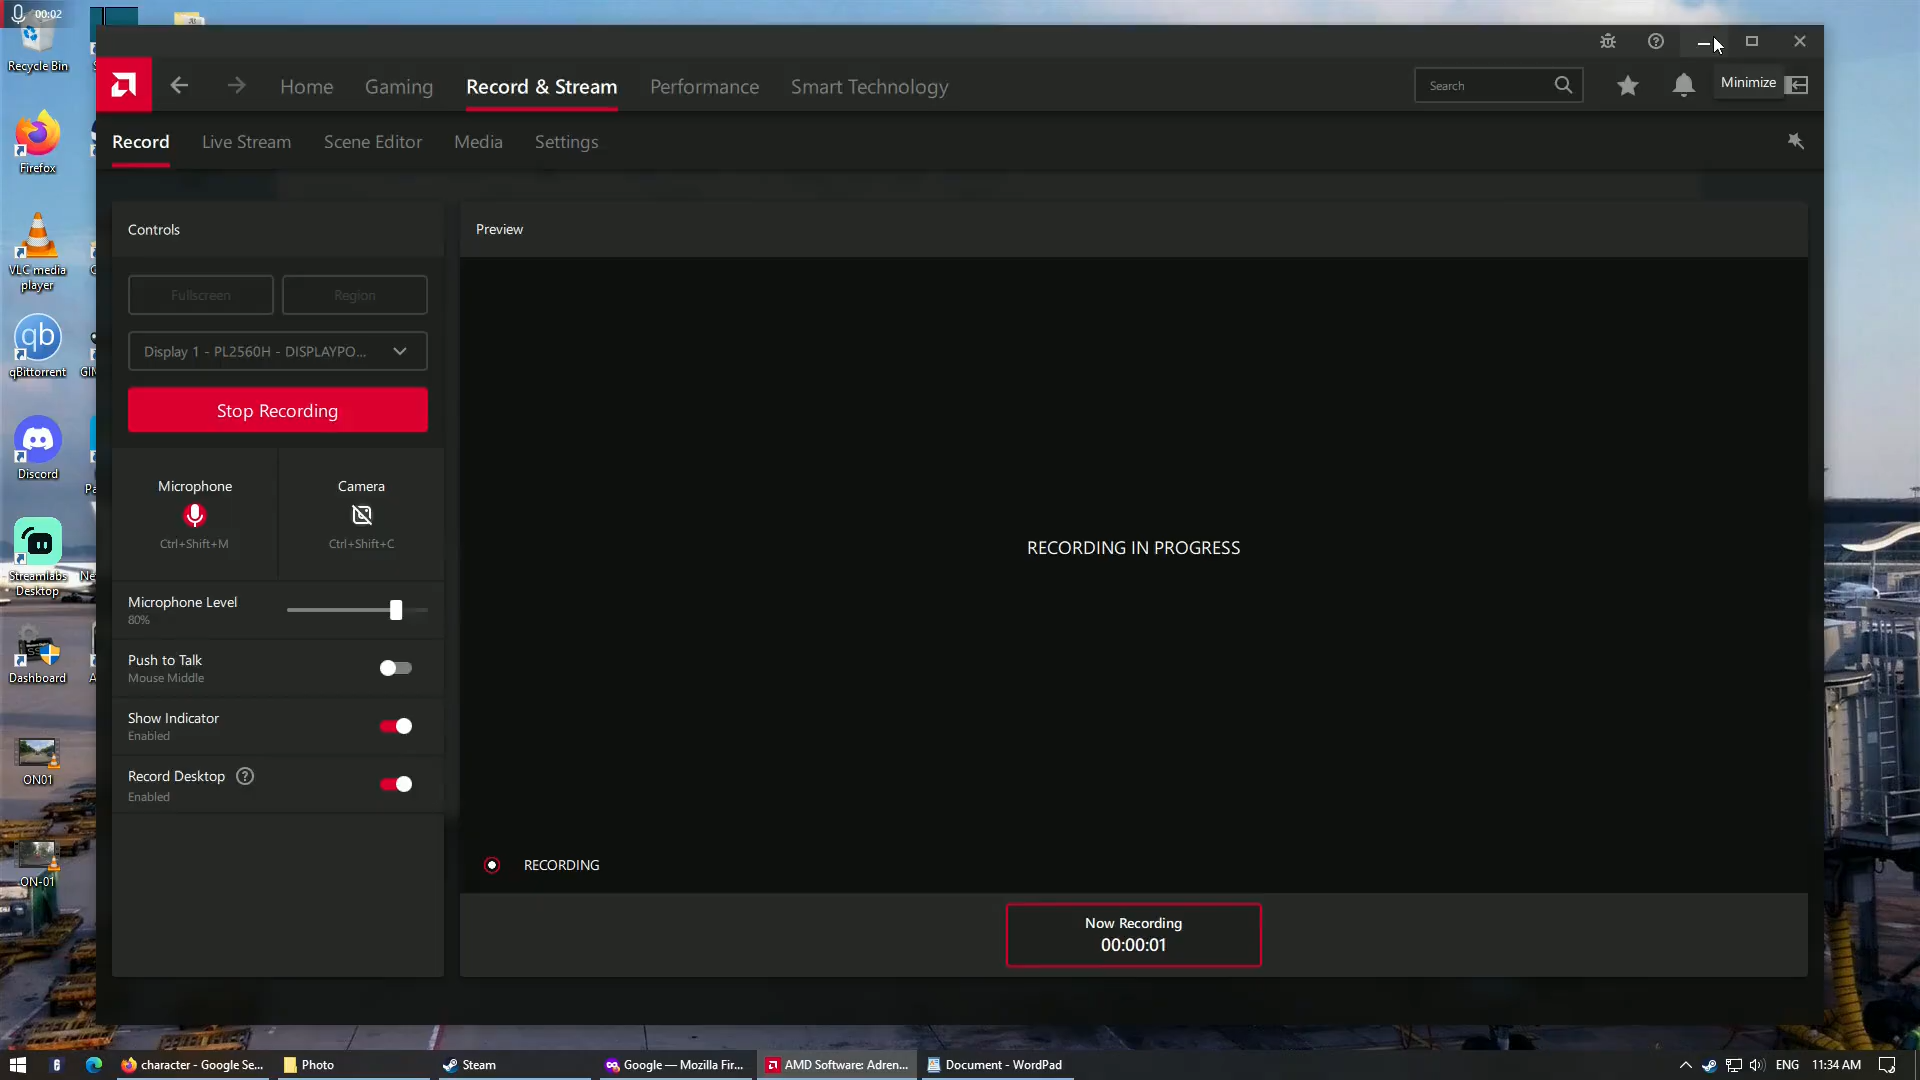 00:02
Recycle Bin
Firefox
VLC media
player
qBittorrent
Discord
Streamlabs
Desktop
Dashboard
ON01
ON-01
Minimize
Home
Gaming
Record & Stream
Performance
Smart Technology
Search
Record
Live Stream
Scene Editor
Media
Settings
Controls
Fullscreen
Region
Display 1 - PL2560H - DISPLAYPO...
Stop Recording
Microphone
Ctrl+Shift+M
Camera
Ctrl+Shift+C
Microphone Level
80%
Push to Talk
Mouse Middle
Show Indicator
Enabled
Record Desktop
Enabled
Preview
RECORDING IN PROGRESS
RECORDING
Now Recording
00:00:01
character - Google Se...
Photo
Steam
Google — Mozilla Fir...
AMD Software: Adren...
Document - WordPad
ENG
11:34 AM